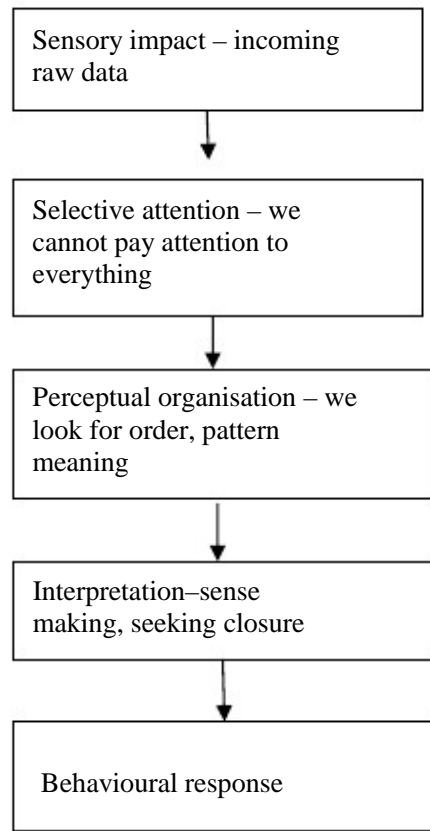 Sensory impact – incoming
raw data
Selective attention – we
cannot pay attention to
everything
Perceptual organisation – we
look for order, pattern
meaning
Interpretation–sense
making, seeking closure
Behavioural response